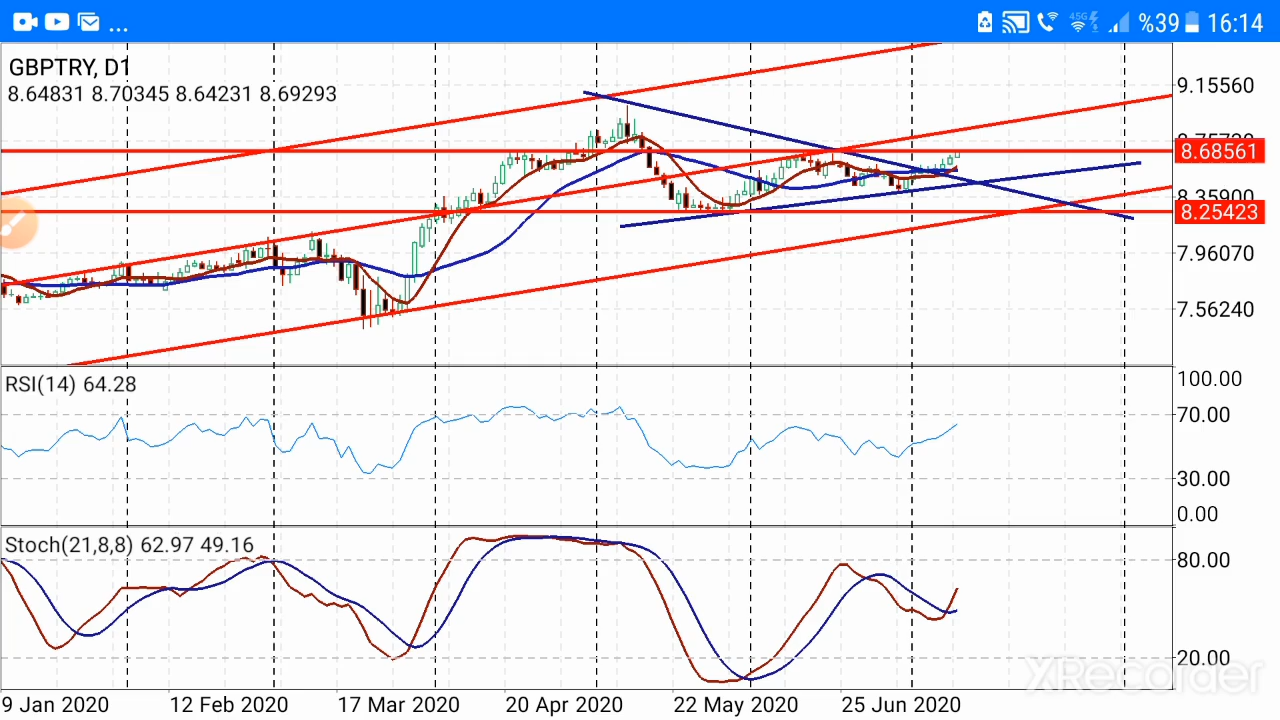 ... 4.5G %39 16:14
GBPTRY, D1
8.64831 8.70345 8.64231 8.69293
9.15560
8.68561
8.25423
7.96070
7.56240
RSI(14) 64.28
100.00
70.00
30.00
0.00
Stoch(21,8,8) 62.97 49.16
80.00
20.00
XRecorder
9 Jan 2020 12 Feb 2020 17 Mar 2020 20 Apr 2020 22 May 2020 25 Jun 2020